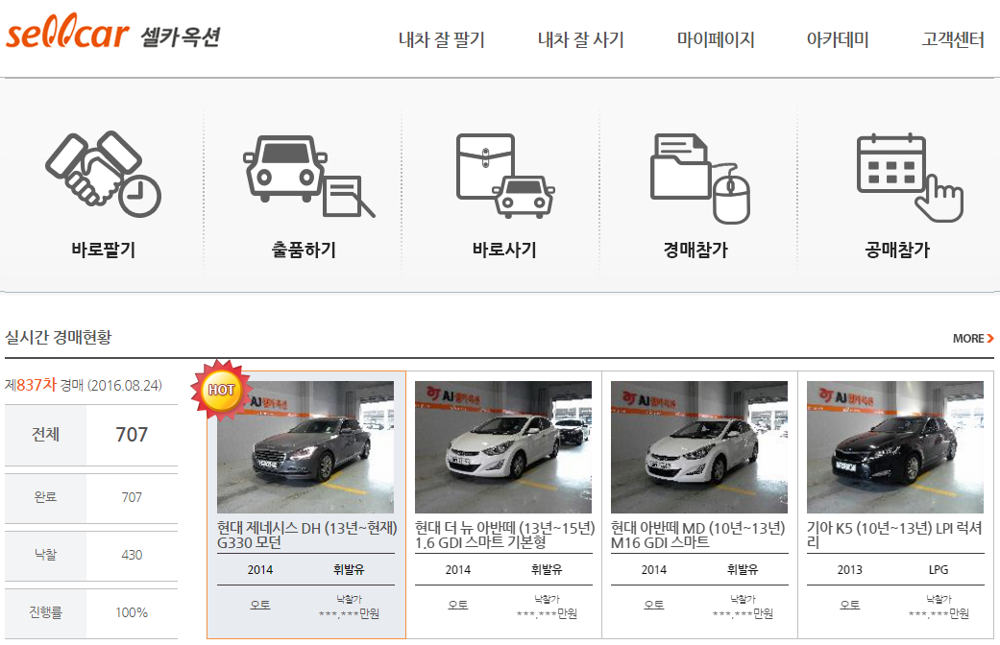 sellcar 셀카 옥션
내차 잘 팔기
내차 잘 사기
마이페이지
아카데미
고객센터
바로팔기
출품하기
바로사기
경매참가
공매참가
실시간 경매현황
MORE
제837차 경매 (2016.08.24)
전체 707
완료 707
낙찰 430
진행률 100%
HOT
AJ셀카옥션
현대 제네시스 DH (13년~현재)
G330 모던
2014 휘발유
오토
낙찰가
***,***만원
AJ셀카옥션
현대 더 뉴 아반떼 (13년~15년)
1.6 GDI 스마트 기본형
2014 휘발유
오토
낙찰가
***,***만원
AJ셀카옥션
현대 아반떼 MD (10년~13년)
M16 GDI 스마트
2014 휘발유
오토
낙찰가
***,***만원
AJ셀카옥션
기아 K5 (10년~13년) LPI 럭셔
리
2013 LPG
오토
낙찰가
***,***만원